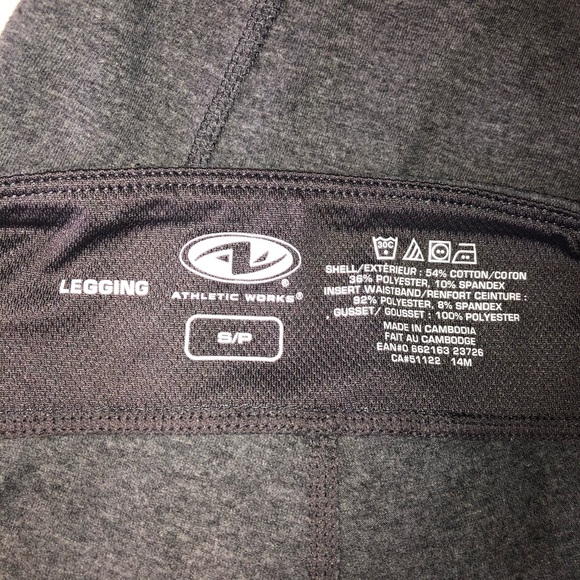 LEGGING
ATHLETIC WORKS®
S/P
30C
SHELL/EXTÉRIEUR : 54% COTTON/COTON
36% POLYESTER, 10% SPANDEX
INSERT WAISTBAND/RENFORT CEINTURE :
92% POLYESTER, 8% SPANDEX
GUSSET/ GOUSSET : 100% POLYESTER
MADE IN CAMBODIA
FAIT AU CAMBODGE
EAN#0 662163 23726
CA#51122 14M